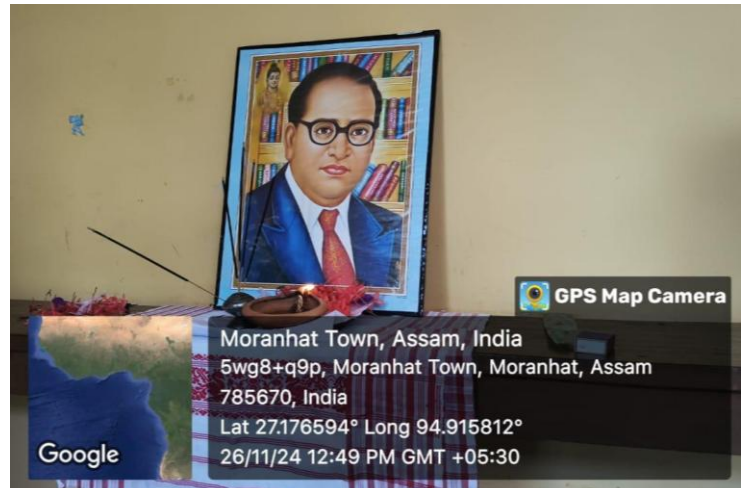 GPS Map Camera
Moranhat Town, Assam, India
5wg8+q9p, Moranhat Town, Moranhat, Assam
785670, India
Lat 27.176594° Long 94.915812°
26/11/24 12:49 PM GMT +05:30
Google